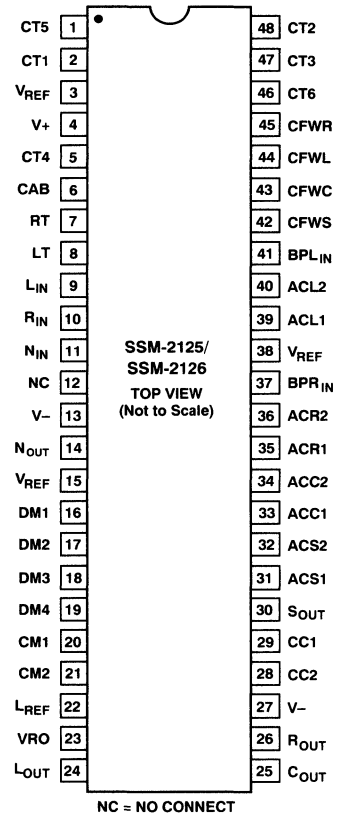 CT5 1 48 CT2
CT1 2 47 CT3
VREF 3 46 CT6
V+ 4 45 CFWR
CT4 5 44 CFWL
CAB 6 43 CFWC
RT 7 42 CFWS
LT 8 41 BPLIN
LIN 9 40 ACL2
RIN 10 39 ACL1
NIN 11 38 VREF
NC 12 37 BPRIN
V– 13 36 ACR2
NOUT 14 35 ACR1
VREF 15 34 ACC2
DM1 16 33 ACC1
DM2 17 32 ACS2
DM3 18 31 ACS1
DM4 19 30 SOUT
CM1 20 29 CC1
CM2 21 28 CC2
LREF 22 27 V–
VRO 23 26 ROUT
LOUT 24 25 COUT
SSM-2125/
SSM-2126
TOP VIEW
(Not to Scale)
NC = NO CONNECT